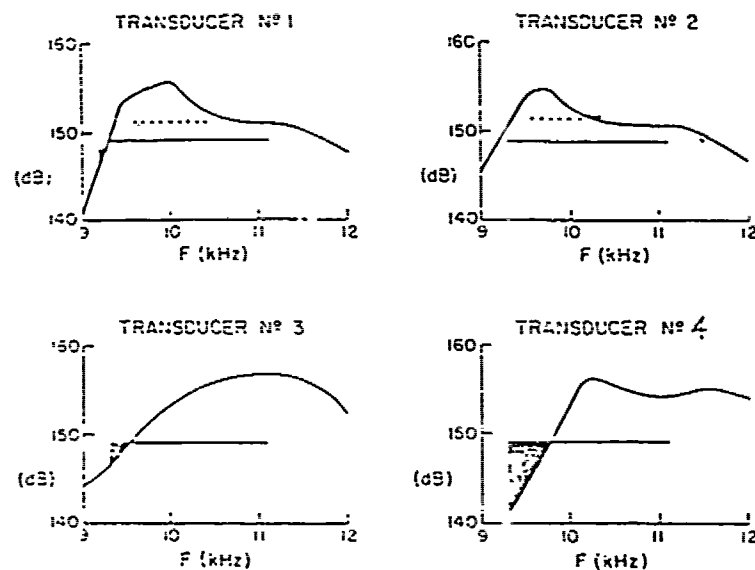 TRANSDUCER Nº 1
160
150
(dB)
140
9 10 11 12
F (kHz)
TRANSDUCER Nº 2
160
150
(dB)
140
9 10 11 12
F (kHz)
TRANSDUCER Nº 3
160
150
(dB)
140
9 10 11 12
F (kHz)
TRANSDUCER Nº 4
160
150
(dB)
140
9 10 11 12
F (kHz)